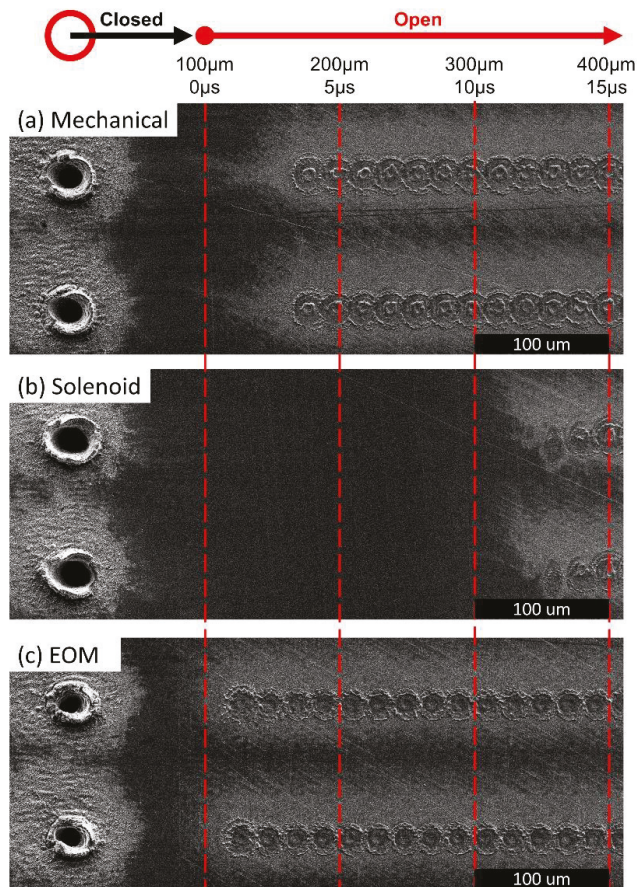 Closed
Open
100μm 200μm 300μm 400μm
0μs 5μs 10μs 15μs
(a) Mechanical
100 um
(b) Solenoid
100 um
(c) EOM
100 um